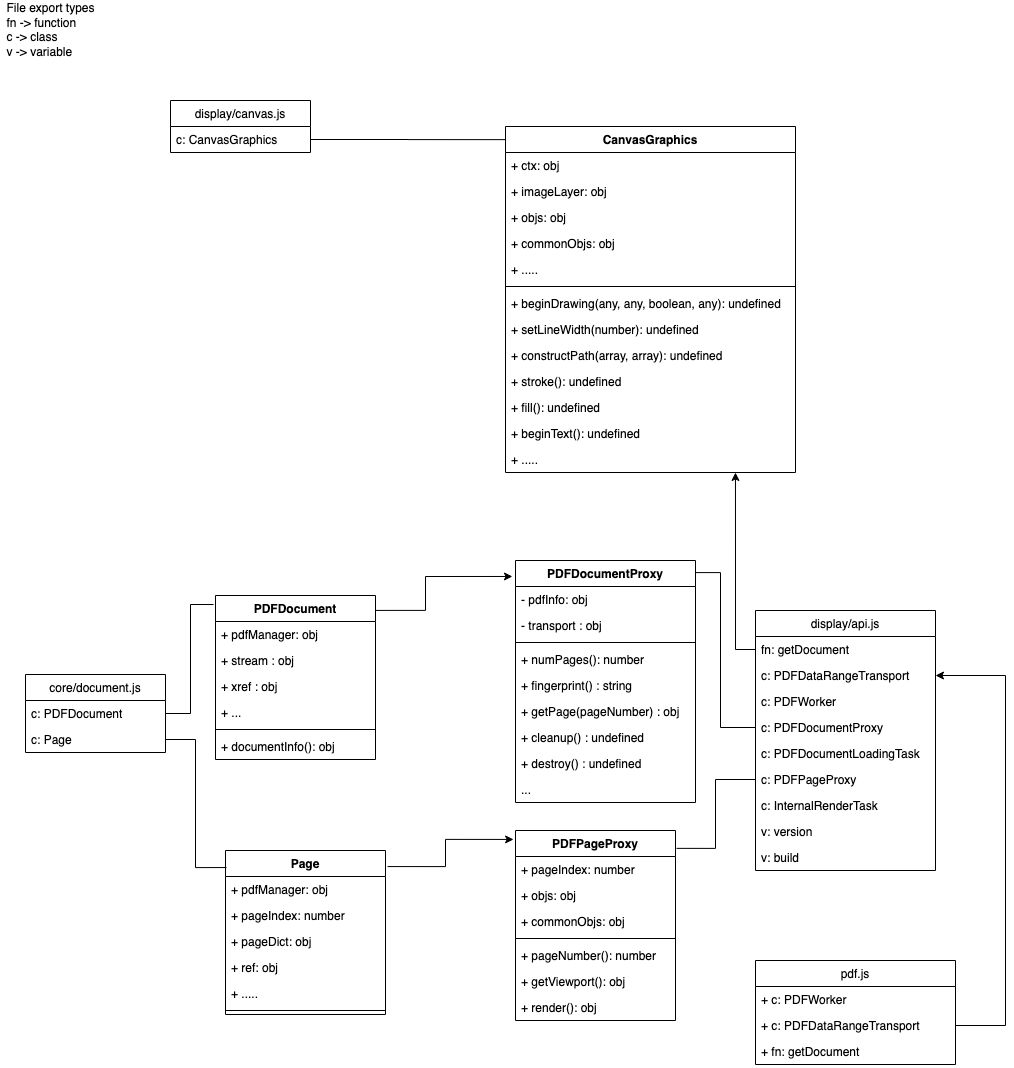 File export types
fn -> function
c -> class
v -> variable
display/canvas.js
c: CanvasGraphics
CanvasGraphics
+ ctx: obj
+ imageLayer: obj
+ objs: obj
+ commonObjs: obj
+ .....
+ beginDrawing(any, any, boolean, any): undefined
+ setLineWidth(number): undefined
+ constructPath(array, array): undefined
+ stroke(): undefined
+ fill(): undefined
+ beginText(): undefined
+ .....
PDFDocumentProxy
- pdfInfo: obj
- transport : obj
+ numPages(): number
+ fingerprint() : string
+ getPage(pageNumber) : obj
+ cleanup() : undefined
+ destroy() : undefined
...
PDFDocument
+ pdfManager: obj
+ stream : obj
+ xref : obj
+ ...
+ documentInfo(): obj
display/api.js
fn: getDocument
c: PDFDataRangeTransport
c: PDFWorker
c: PDFDocumentProxy
c: PDFDocumentLoadingTask
c: PDFPageProxy
c: InternalRenderTask
v: version
v: build
core/document.js
c: PDFDocument
c: Page
Page
+ pdfManager: obj
+ pageIndex: number
+ pageDict: obj
+ ref: obj
+ .....
PDFPageProxy
+ pageIndex: number
+ objs: obj
+ commonObjs: obj
+ pageNumber(): number
+ getViewport(): obj
+ render(): obj
pdf.js
+ c: PDFWorker
+ c: PDFDataRangeTransport
+ fn: getDocument